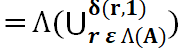 = Λ(⋃_{r ε Λ(A)}^{δ(r,1)})